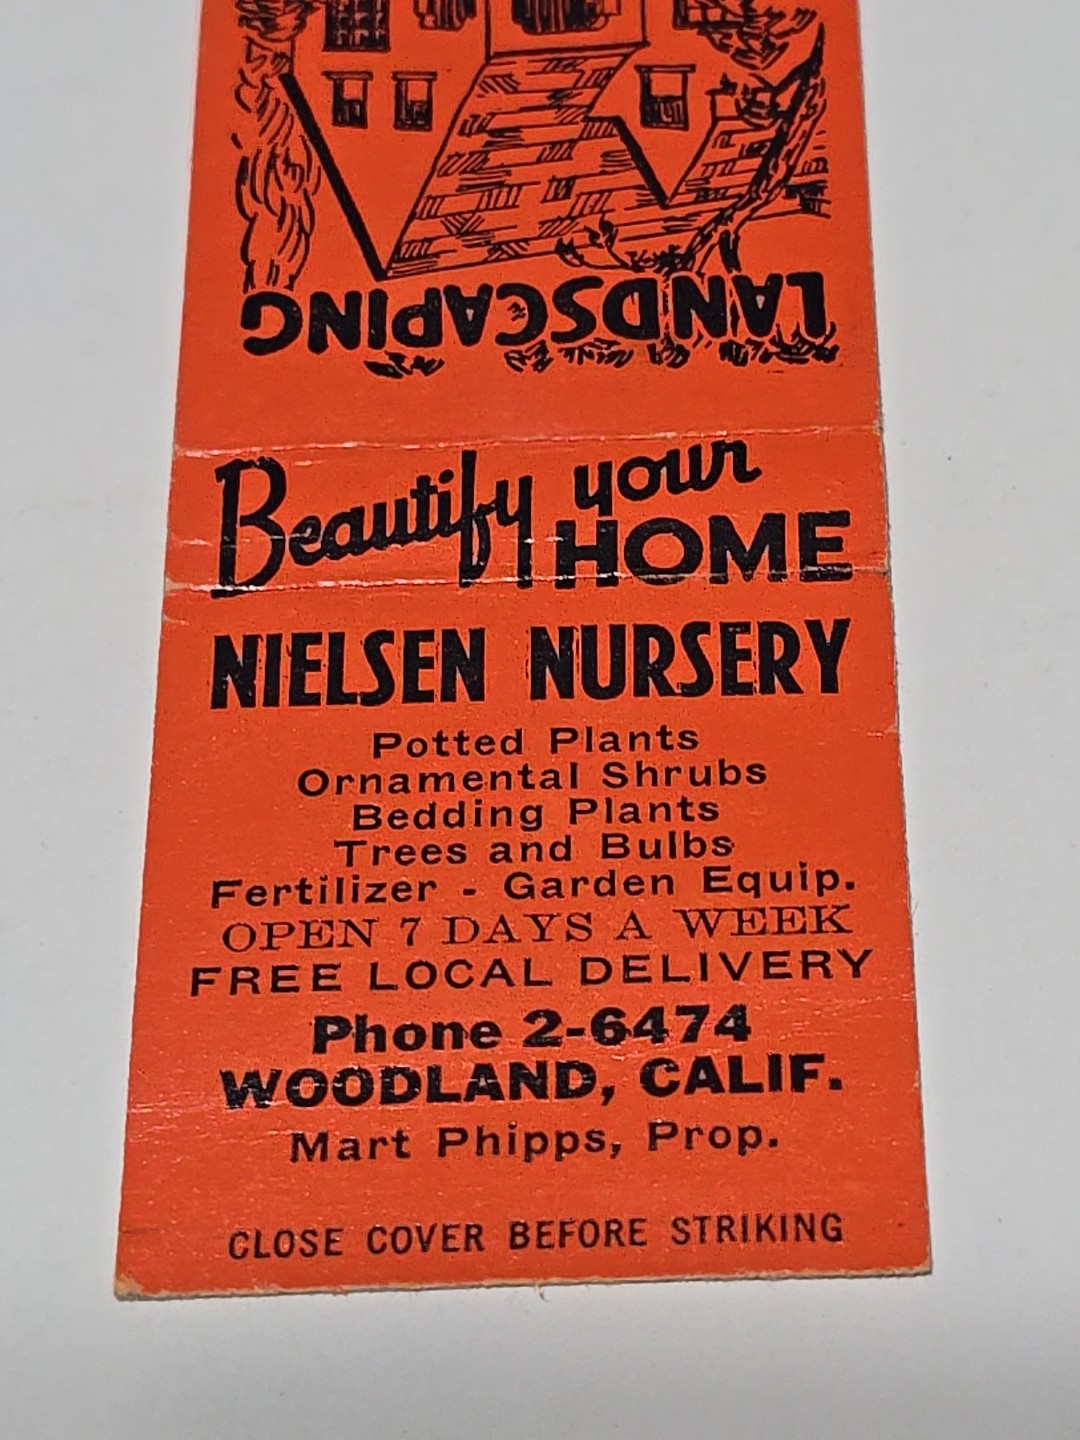 LANDSCAPING
Beautify your
HOME
NIELSEN NURSERY
Potted Plants
Ornamental Shrubs
Bedding Plants
Trees and Bulbs
Fertilizer - Garden Equip.
OPEN 7 DAYS A WEEK
FREE LOCAL DELIVERY
Phone 2-6474
WOODLAND, CALIF.
Mart Phipps, Prop.
CLOSE COVER BEFORE STRIKING